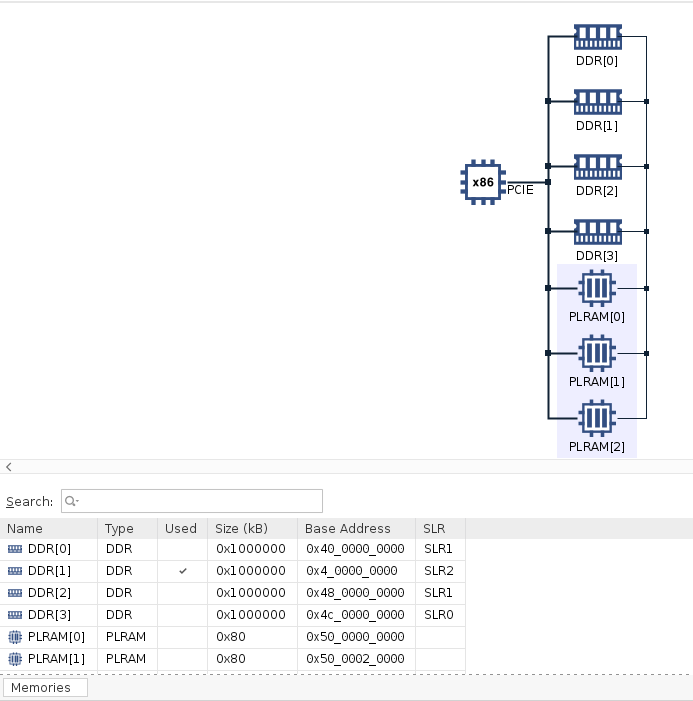 DDR[0]
DDR[1]
x86
PCIE
DDR[2]
DDR[3]
PLRAM[0]
PLRAM[1]
PLRAM[2]
Search:
Name Type Used Size (kB) Base Address SLR
DDR[0] DDR 0x1000000 0x40_0000_0000 SLR1
DDR[1] DDR ✓ 0x1000000 0x4_0000_0000 SLR2
DDR[2] DDR 0x1000000 0x48_0000_0000 SLR1
DDR[3] DDR 0x1000000 0x4c_0000_0000 SLR0
PLRAM[0] PLRAM 0x80 0x50_0000_0000
PLRAM[1] PLRAM 0x80 0x50_0002_0000
Memories